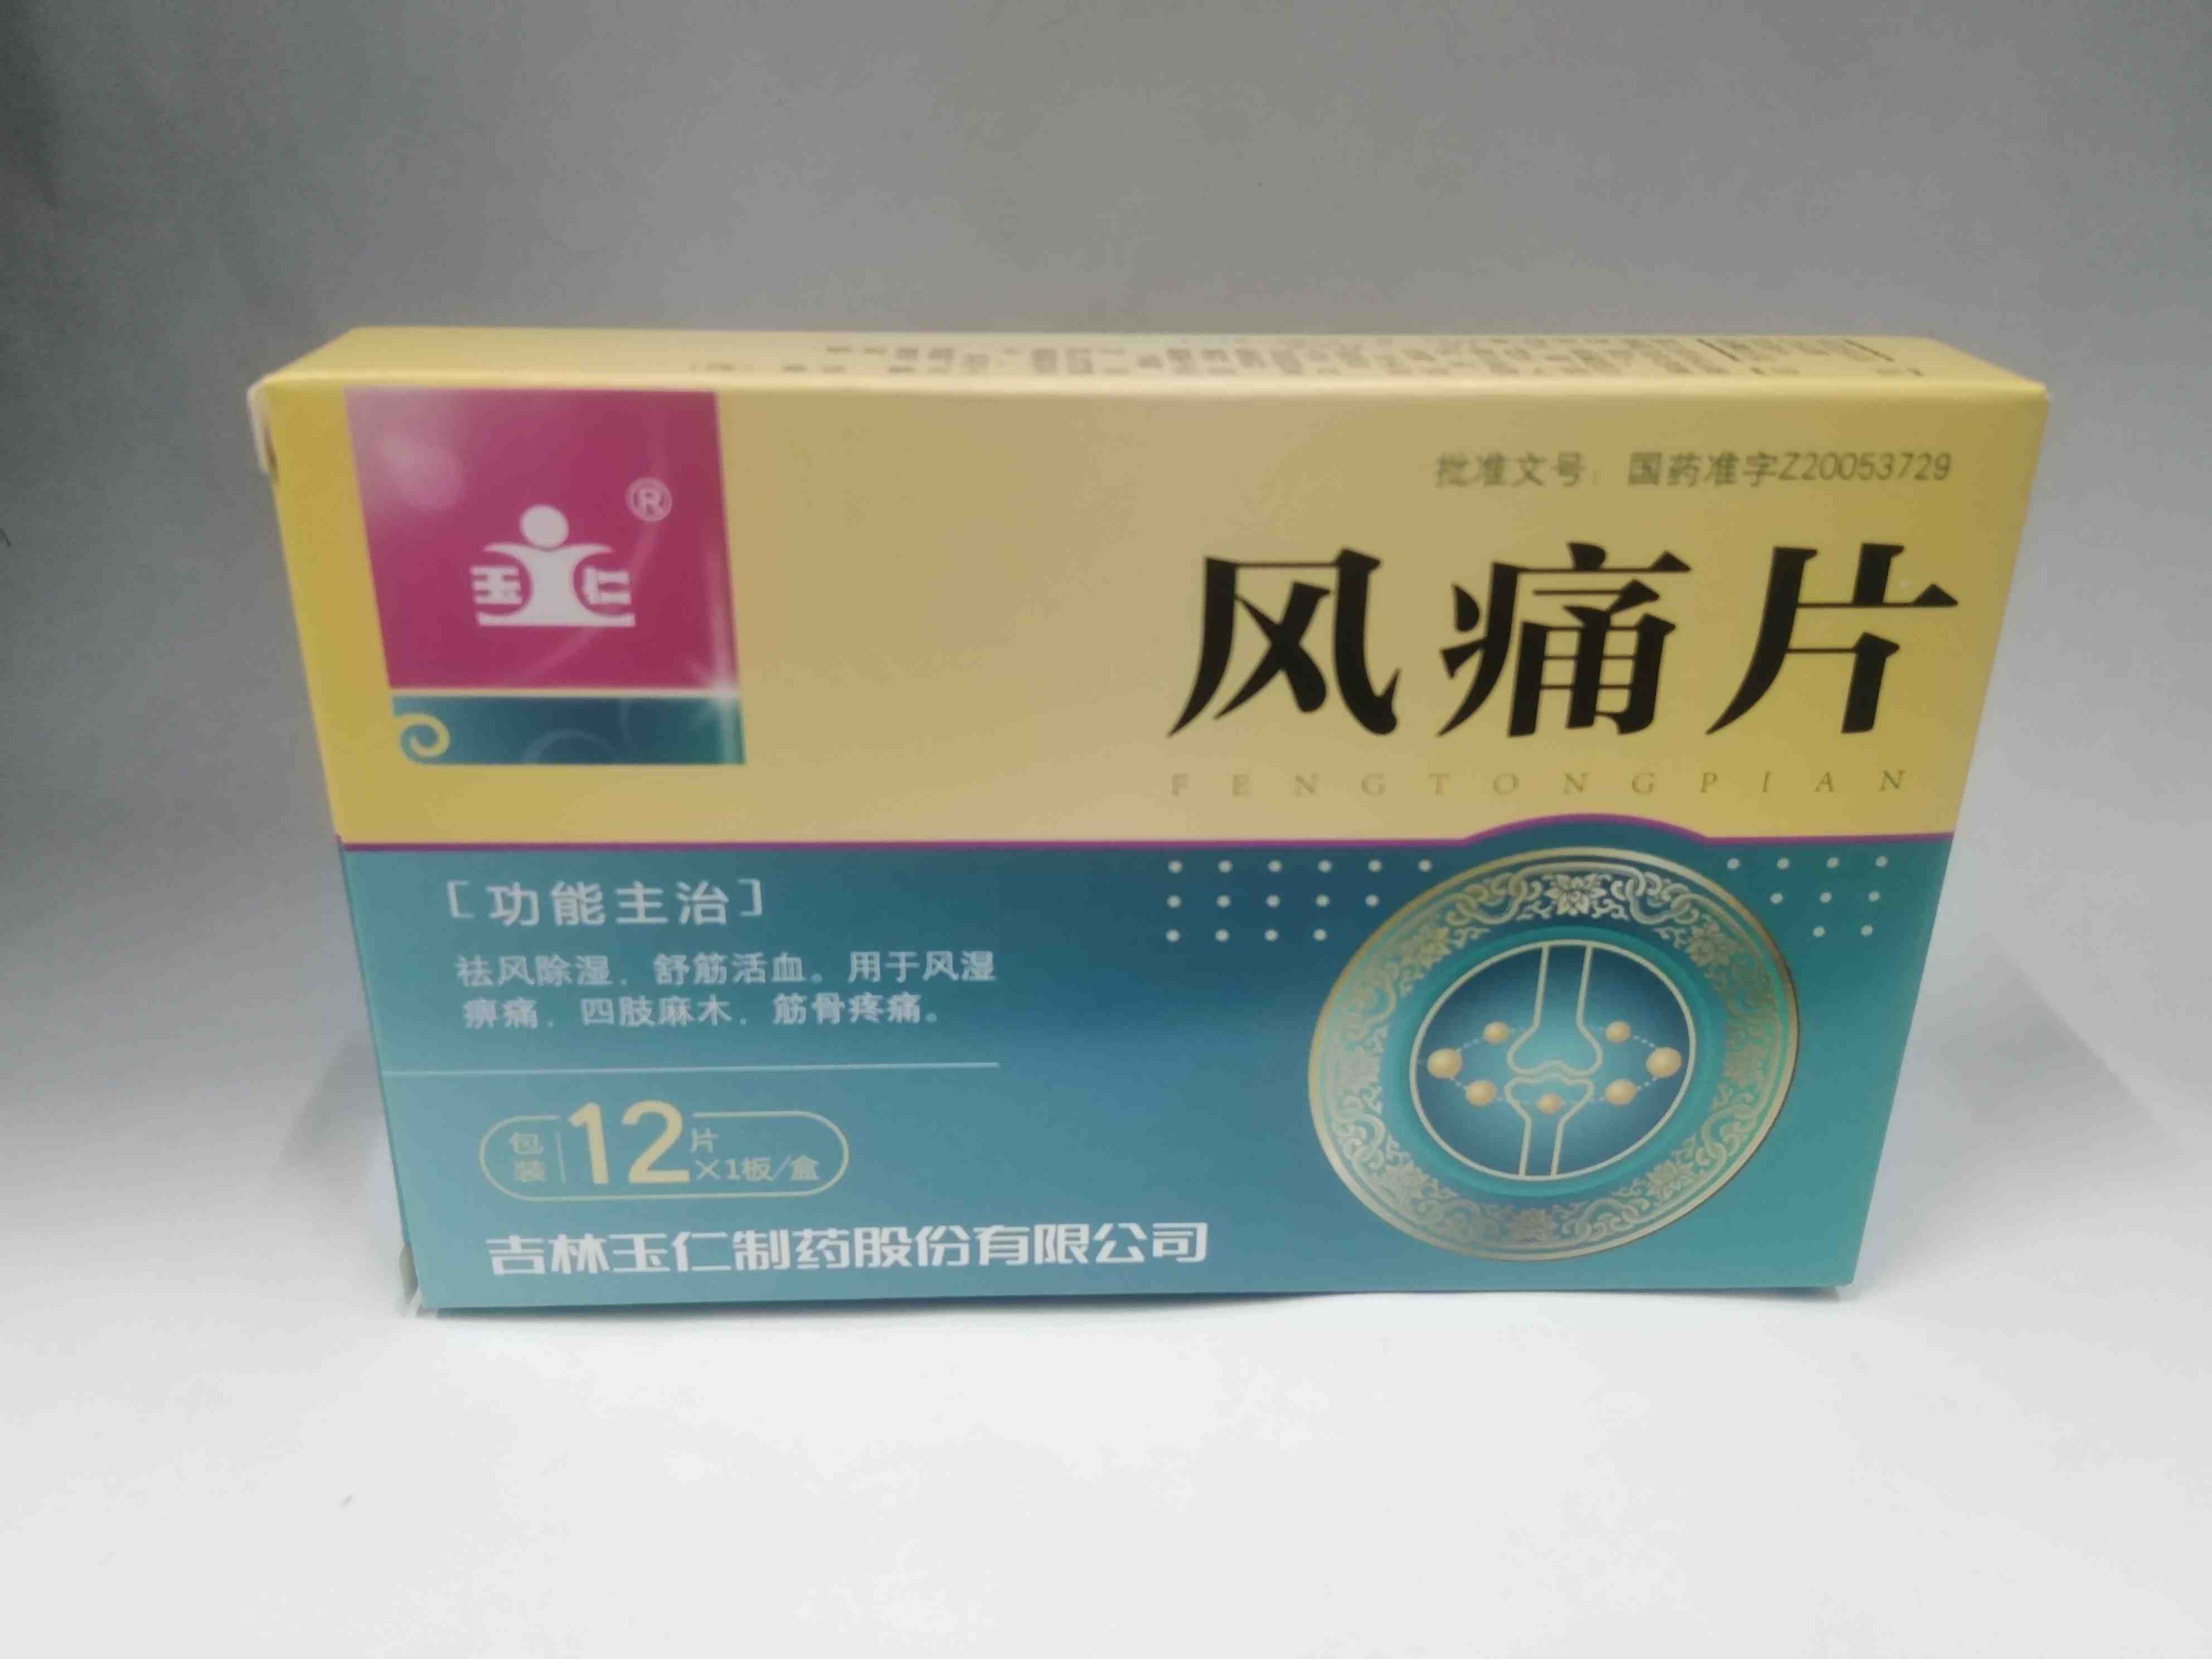 玉仁®
批准文号：国药准字Z20053729
风痛片
FENGTONGPIAN
［功能主治］
祛风除湿，舒筋活血。用于风湿
痹痛，四肢麻木，筋骨疼痛。
包装 12片×1板/盒
吉林玉仁制药股份有限公司